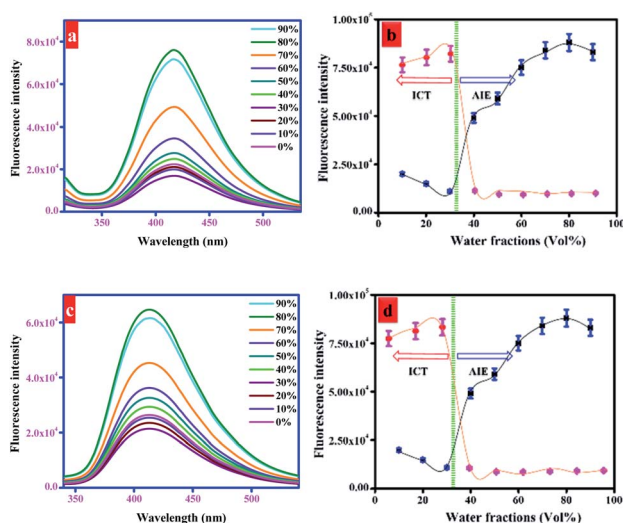 a
8.0x10⁴
6.0x10⁴
4.0x10⁴
2.0x10⁴
0.0
Fluorescence intensity
350
400
450
500
Wavelength (nm)
90%
80%
70%
60%
50%
40%
30%
20%
10%
0%
b
1.00x10⁵
7.50x10⁴
5.00x10⁴
2.50x10⁴
0.00
Fluorescence intensity
ICT
AIE
0
20
40
60
80
100
Water fractions (Vol%)
c
6.0x10⁴
4.0x10⁴
2.0x10⁴
0.0
Fluorescence intensity
350
400
450
500
Wavelength (nm)
90%
80%
70%
60%
50%
40%
30%
20%
10%
0%
d
1.00x10⁵
7.50x10⁴
5.00x10⁴
2.50x10⁴
0.00
Fluorescence intensity
ICT
AIE
0
20
40
60
80
100
Water fractions (Vol%)